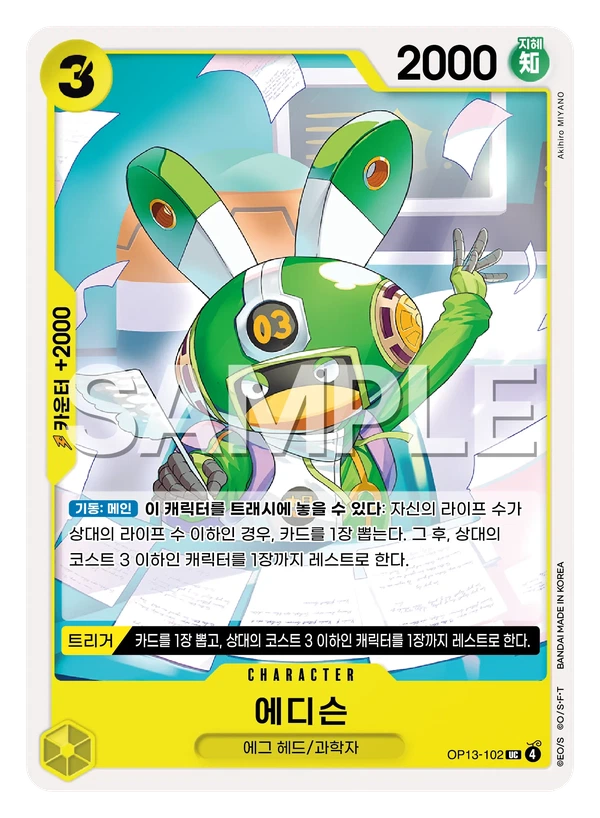 3
2000
지혜
知
Akihiro MIYANO
03
카운터 +2000
SAMPLE
기동: 메인 이 캐릭터를 트래시에 놓을 수 있다: 자신의 라이프 수가
상대의 라이프 수 이하인 경우, 카드를 1장 뽑는다. 그 후, 상대의
코스트 3 이하인 캐릭터를 1장까지 레스트로 한다.
트리거 카드를 1장 뽑고, 상대의 코스트 3 이하인 캐릭터를 1장까지 레스트로 한다.
CHARACTER
에디슨
에그 헤드/과학자
OP13-102 UC 4
©EO/S ©O/S·F·T BANDAI MADE IN KOREA